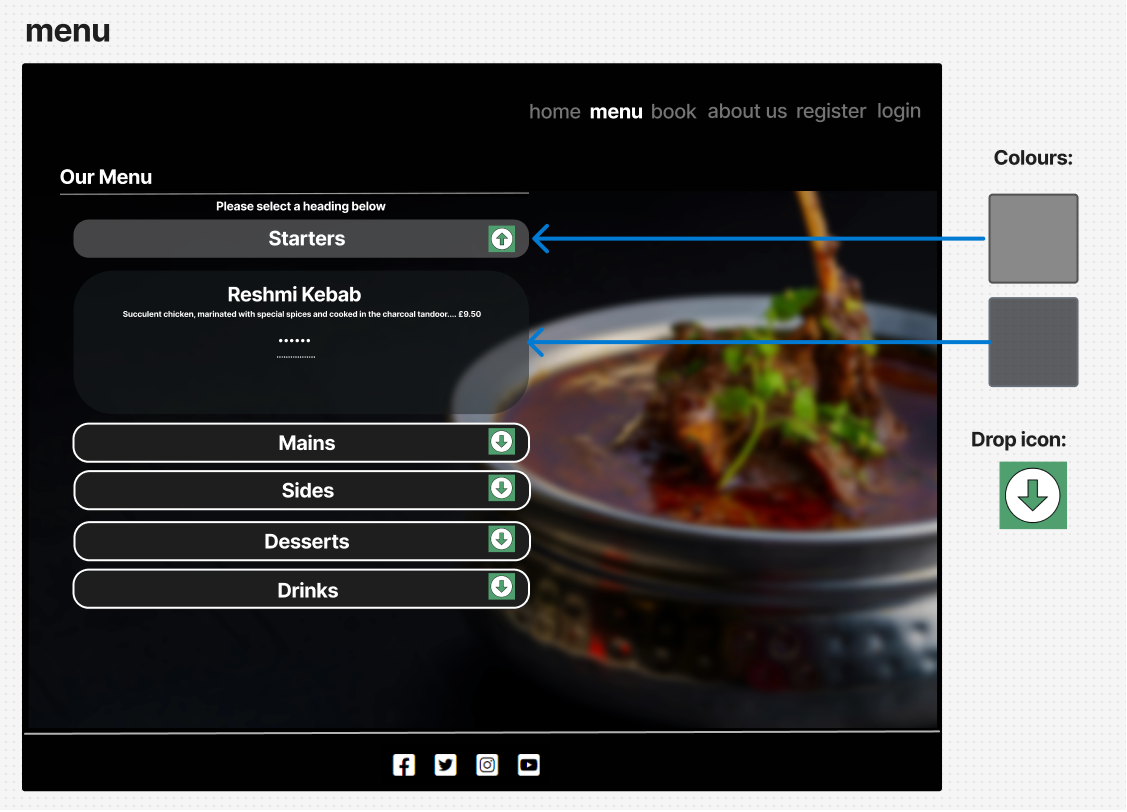 menu
home menu book about us register login
Our Menu
Please select a heading below
Starters
Reshmi Kebab
Succulent chicken, marinated with special spices and cooked in the charcoal tandoor.... £9.50
......
..................
Mains
Sides
Desserts
Drinks
Colours:
Drop icon: